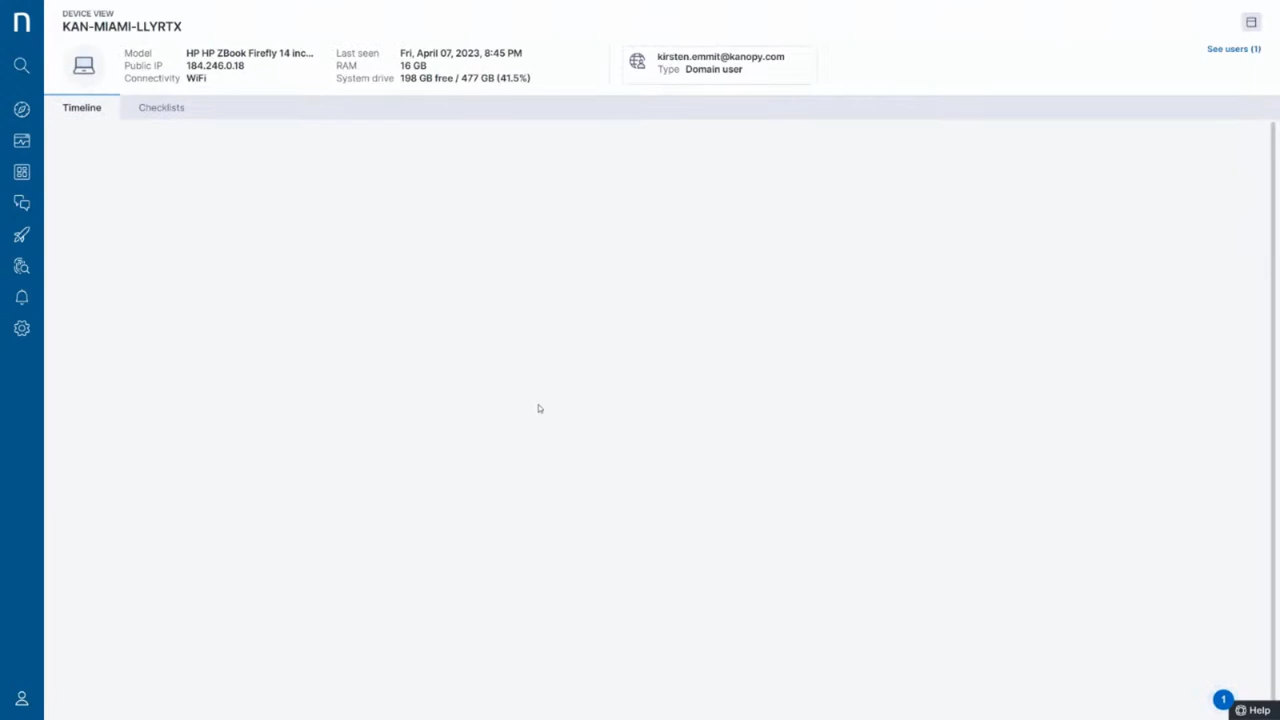 n
DEVICE VIEW
KAN-MIAMI-LLYRTX
Model HP HP ZBook Firefly 14 inc...
Public IP 184.246.0.18
Connectivity WiFi
Last seen Fri, April 07, 2023, 8:45 PM
RAM 16 GB
System drive 198 GB free / 477 GB (41.5%)
kirsten.emmit@kanopy.com
Type Domain user
See users (1)
Timeline Checklists
1
Help